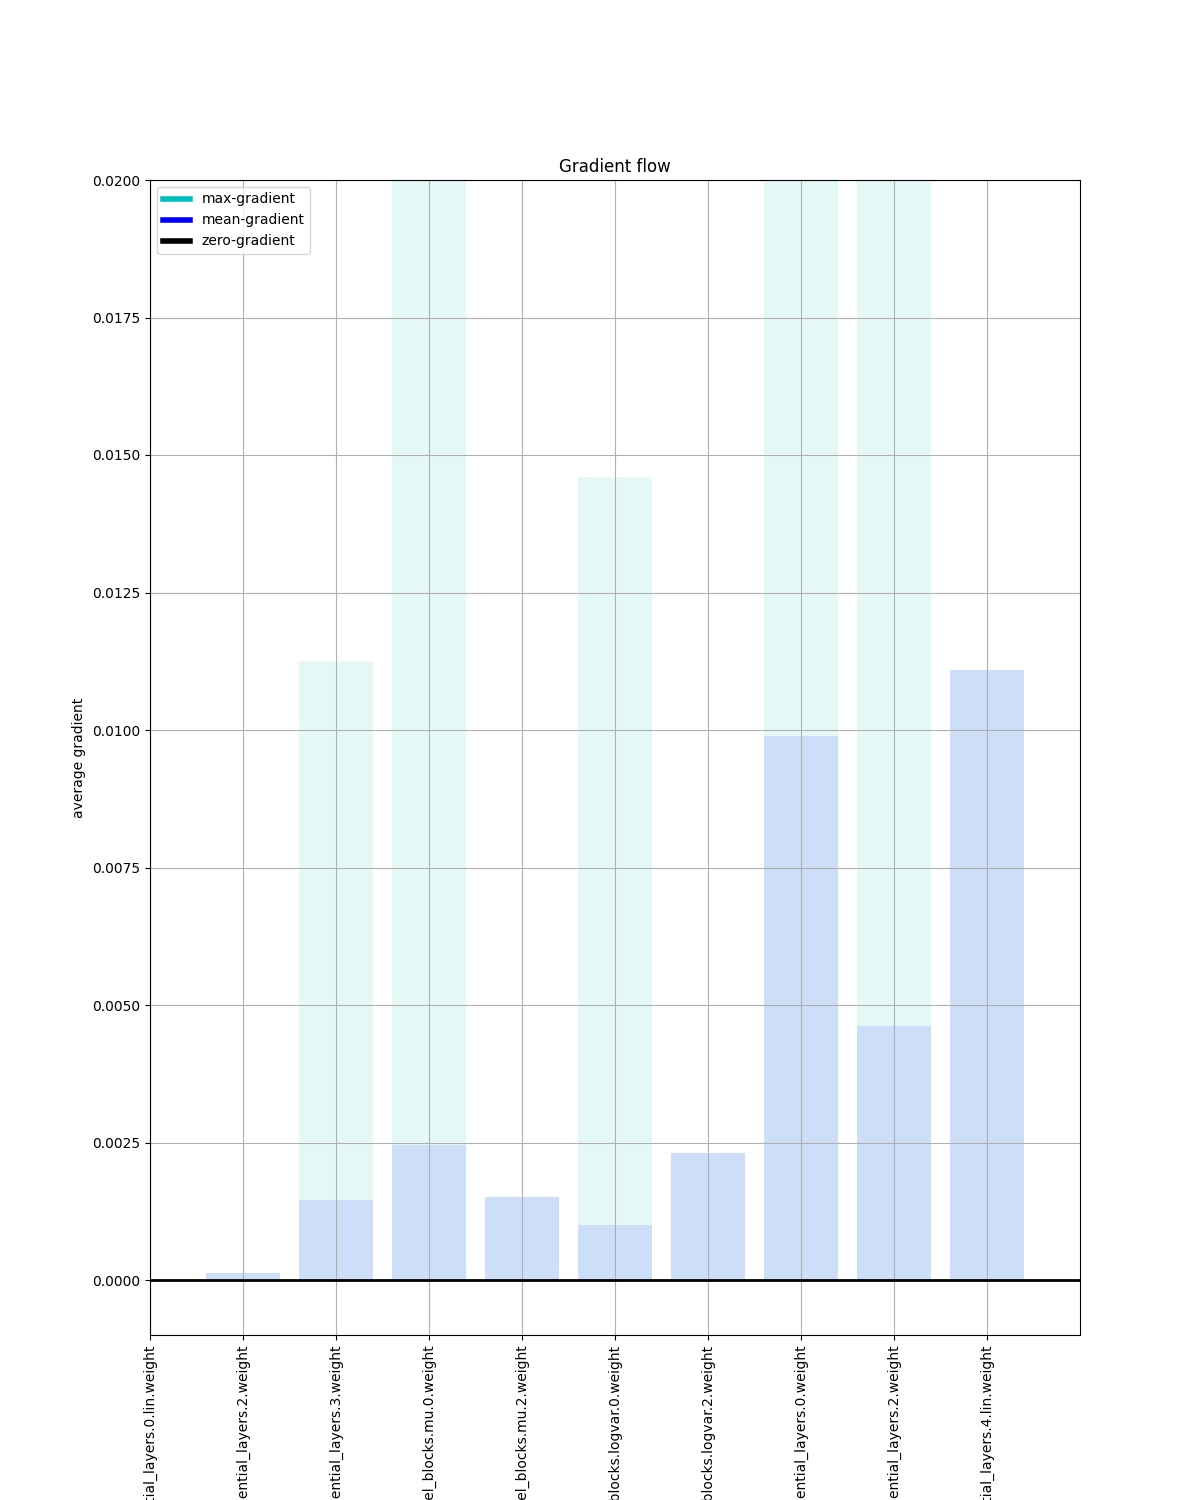 Gradient flow
max-gradient
mean-gradient
zero-gradient
0.0200
0.0175
0.0150
0.0125
0.0100
0.0075
0.0050
0.0025
0.0000
average gradient
tial_layers.0.lin.weight
ential_layers.2.weight
ential_layers.3.weight
el_blocks.mu.0.weight
el_blocks.mu.2.weight
blocks.logvar.0.weight
blocks.logvar.2.weight
ential_layers.0.weight
ential_layers.2.weight
tial_layers.4.lin.weight